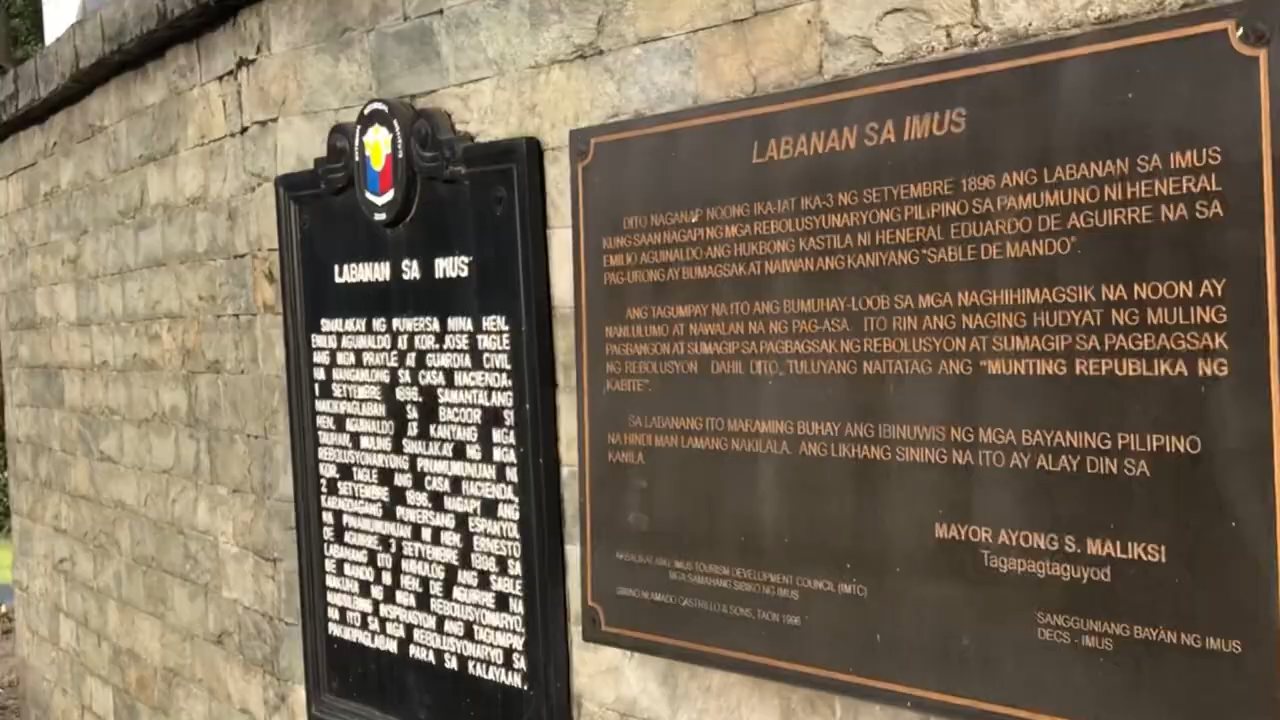 LABANAN SA IMUS
SINALAKAY NG PUWERSA NINA HEN.
EMILIO AGUINALDO AT KOR. JOSE TAGLE
ANG MGA PRAYLE AT GUARDIA CIVIL
NA NANGANLONG SA CASA HACIENDA,
1 SETYEMBRE 1896. SAMANTALANG
NAKIKIPAGLABAN SA BACOOR SI
HEN. AGUINALDO AT KANYANG MGA
TAUHAN, MULING SINALAKAY NG MGA
REBOLUSYONARYONG PINAMUMUNUAN NI
KOR. TAGLE ANG CASA HACIENDA,
2 SETYEMBRE 1896. NAGAPI ANG
KARAGDAGANG PUWERSANG ESPANYOL
NA PINAMUMUNUAN NI HEN. ERNESTO
DE AGUIRRE, 3 SETYEMBRE 1896. SA
LABANANG ITO NAHULOG ANG SABLE
DE MANDO NI HEN. DE AGUIRRE NA
NAKUHA NG MGA REBOLUSYONARYO.
NAGSILBING INSPIRASYON ANG TAGUMPAY
NA ITO SA MGA REBOLUSYONARYO SA
PAKIKIPAGLABAN PARA SA KALAYAAN.
LABANAN SA IMUS
DITO NAGANAP NOONG IKA-1AT IKA-3 NG SETYEMBRE 1896 ANG LABANAN SA IMUS
KUNG SAAN NAGAPI NG MGA REBOLUSYUNARYONG PILIPINO SA PAMUMUNO NI HENERAL
EMILIO AGUINALDO ANG HUKBONG KASTILA NI HENERAL EDUARDO DE AGUIRRE NA SA
PAG-URONG AY BUMAGSAK AT NAIWAN ANG KANIYANG "SABLE DE MANDO".
ANG TAGUMPAY NA ITO ANG BUMUHAY-LOOB SA MGA NAGHIHIMAGSIK NA NOON AY
NANLULUMO AT NAWALAN NA NG PAG-ASA. ITO RIN ANG NAGING HUDYAT NG MULING
PAGBANGON AT SUMAGIP SA PAGBAGSAK NG REBOLUSYON AT SUMAGIP SA PAGBAGSAK
NG REBOLUSYON DAHIL DITO, TULUYANG NAITATAG ANG "MUNTING REPUBLIKA NG
KABITE".
SA LABANANG ITO MARAMING BUHAY ANG IBINUWIS NG MGA BAYANING PILIPINO
NA HINDI MAN LAMANG NAKILALA. ANG LIKHANG SINING NA ITO AY ALAY DIN SA
KANILA.
MAYOR AYONG S. MALIKSI
Tagapagtaguyod
KABALIKAT ANG IMUS TOURISM DEVELOPMENT COUNCIL (IMTC)
MGA SAMAHANG SIBIKO NG IMUS
GINUNO CASTRILLO & SONS, TAON 1996
SANGGUNIANG BAYAN NG IMUS
DECS - IMUS